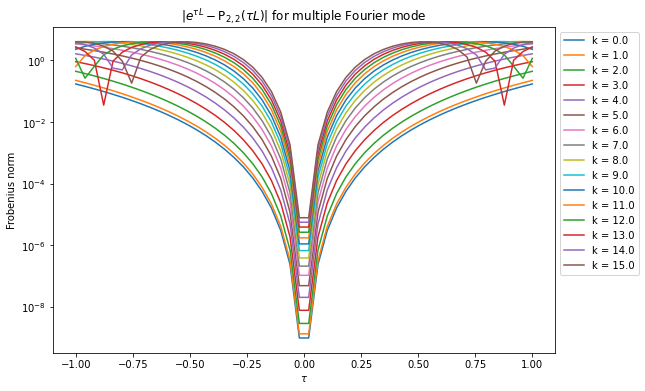 |e^{τL} − P_{2,2}(τL)| for multiple Fourier mode
Frobenius norm
10^0
10^{−2}
10^{−4}
10^{−6}
10^{−8}
−1.00 −0.75 −0.50 −0.25 0.00 0.25 0.50 0.75 1.00
τ
k = 0.0
k = 1.0
k = 2.0
k = 3.0
k = 4.0
k = 5.0
k = 6.0
k = 7.0
k = 8.0
k = 9.0
k = 10.0
k = 11.0
k = 12.0
k = 13.0
k = 14.0
k = 15.0